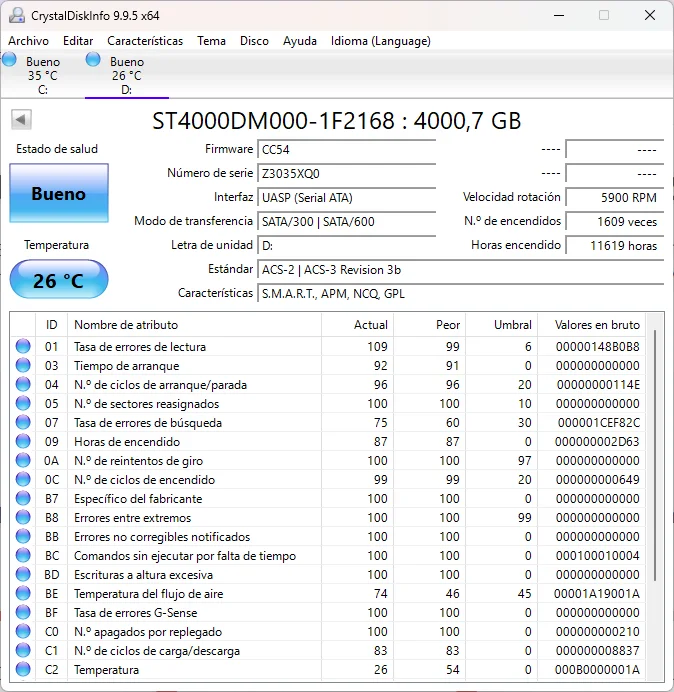 CrystalDiskInfo 9.9.5 x64
Archivo Editar Características Tema Disco Ayuda Idioma (Language)
Bueno Bueno
35 °C 26 °C
C: D:
ST4000DM000-1F2168 : 4000,7 GB
Estado de salud
Bueno
Temperatura
26 °C
Firmware CC54 ---- ----
Número de serie Z3035XQ0 ---- ----
Interfaz UASP (Serial ATA) Velocidad rotación 5900 RPM
Modo de transferencia SATA/300 | SATA/600 N.º de encendidos 1609 veces
Letra de unidad D: Horas encendido 11619 horas
Estándar ACS-2 | ACS-3 Revision 3b
Características S.M.A.R.T., APM, NCQ, GPL
ID Nombre de atributo Actual Peor Umbral Valores en bruto
01 Tasa de errores de lectura 109 99 6 00000148B0B8
03 Tiempo de arranque 92 91 0 000000000000
04 N.º de ciclos de arranque/parada 96 96 20 00000000114E
05 N.º de sectores reasignados 100 100 10 000000000000
07 Tasa de errores de búsqueda 75 60 30 000001CEF82C
09 Horas de encendido 87 87 0 000000002D63
0A N.º de reintentos de giro 100 100 97 000000000000
0C N.º de ciclos de encendido 99 99 20 000000000649
B7 Específico del fabricante 100 100 0 000000000000
B8 Errores entre extremos 100 100 99 000000000000
BB Errores no corregibles notificados 100 100 0 000000000000
BC Comandos sin ejecutar por falta de tiempo 100 100 0 000100010004
BD Escrituras a altura excesiva 100 100 0 000000000000
BE Temperatura del flujo de aire 74 46 45 00001A19001A
BF Tasa de errores G-Sense 100 100 0 000000000000
C0 N.º apagados por replegado 100 100 0 000000000210
C1 N.º de ciclos de carga/descarga 83 83 0 000000008837
C2 Temperatura 26 54 0 000B0000001A